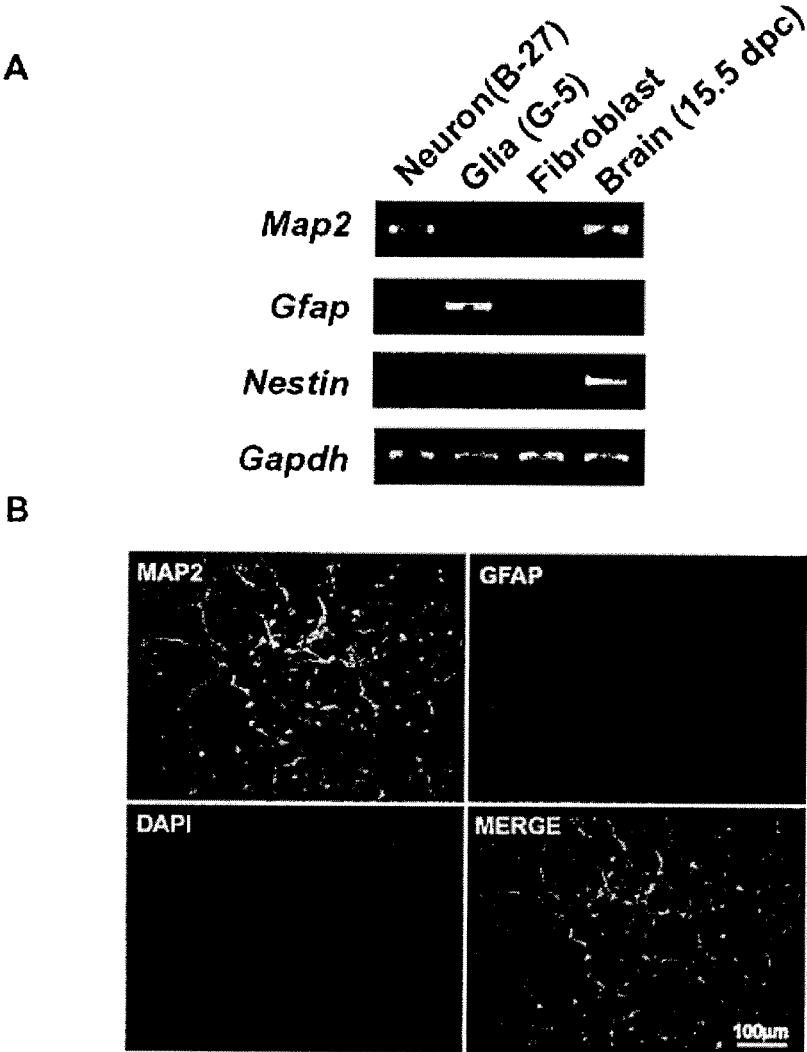 A
Neuron(B-27)
Glia (G-5)
Fibroblast
Brain (15.5 dpc)
Map2
Gfap
Nestin
Gapdh
B
MAP2
GFAP
DAPI
MERGE
100µm